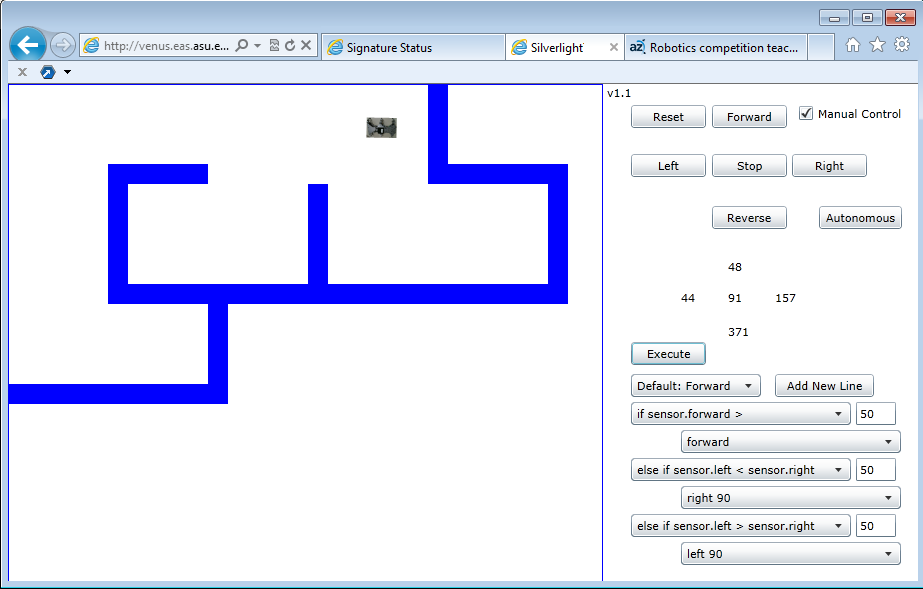 http://venus.eas.asu.e...
Signature Status
Silverlight
az Robotics competition teac...
v1.1
Reset Forward Manual Control
Left Stop Right
Reverse Autonomous
48
44 91 157
371
Execute
Default: Forward Add New Line
if sensor.forward > 50
forward
else if sensor.left < sensor.right 50
right 90
else if sensor.left > sensor.right 50
left 90